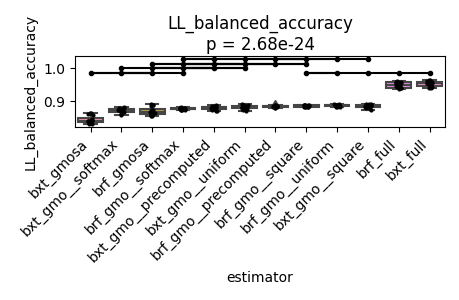 LL_balanced_accuracy
p = 2.68e-24
LL_balanced_accuracy
1.0
0.9
bxt_gmosa
bxt_gmo__softmax
brf_gmosa
brf_gmo__softmax
bxt_gmo__precomputed
bxt_gmo__uniform
brf_gmo__precomputed
brf_gmo__square
brf_gmo__uniform
bxt_gmo__square
brf_full
bxt_full
estimator